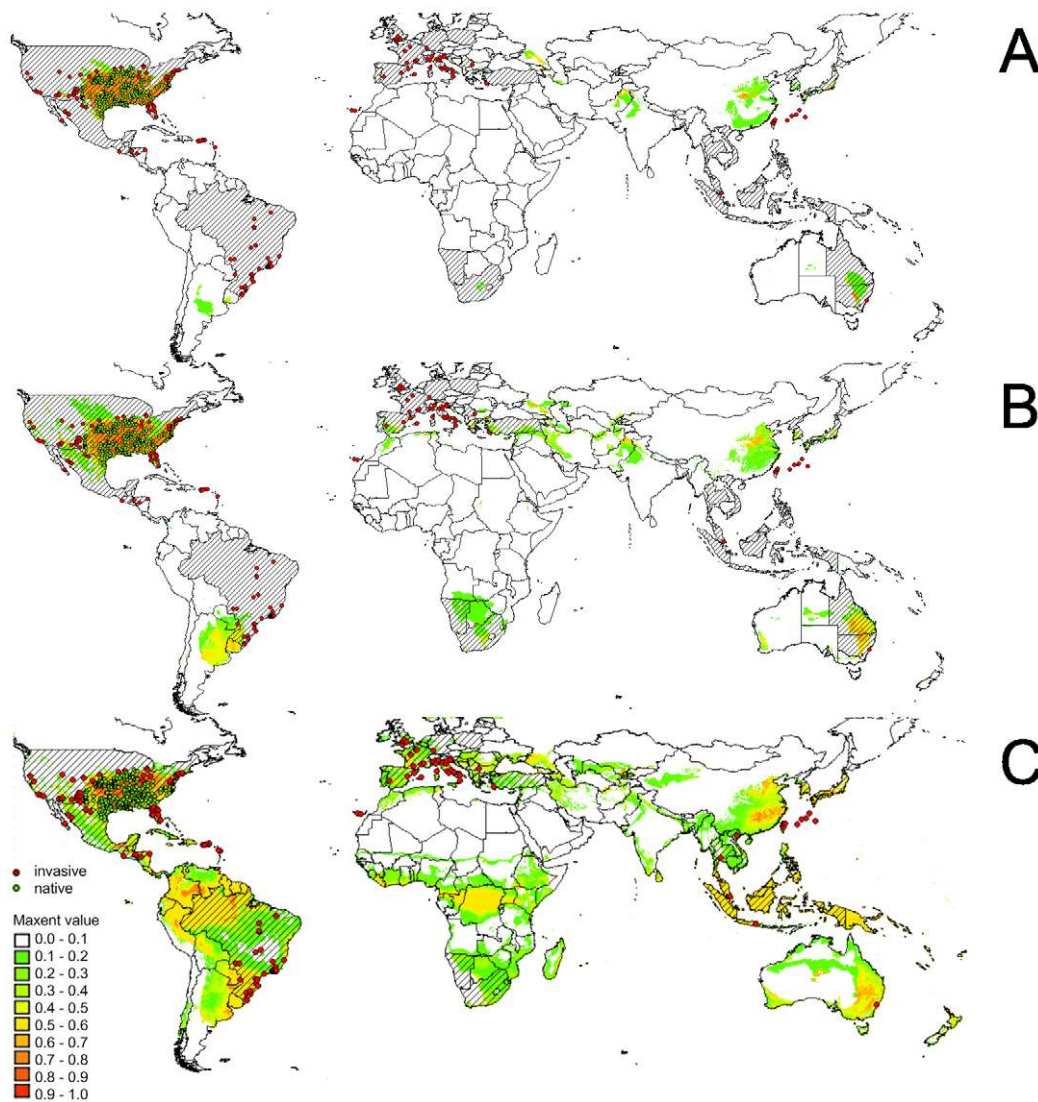 A
B
C
invasive
native
Maxent value
0.0 - 0.1
0.1 - 0.2
0.2 - 0.3
0.3 - 0.4
0.4 - 0.5
0.5 - 0.6
0.6 - 0.7
0.7 - 0.8
0.8 - 0.9
0.9 - 1.0